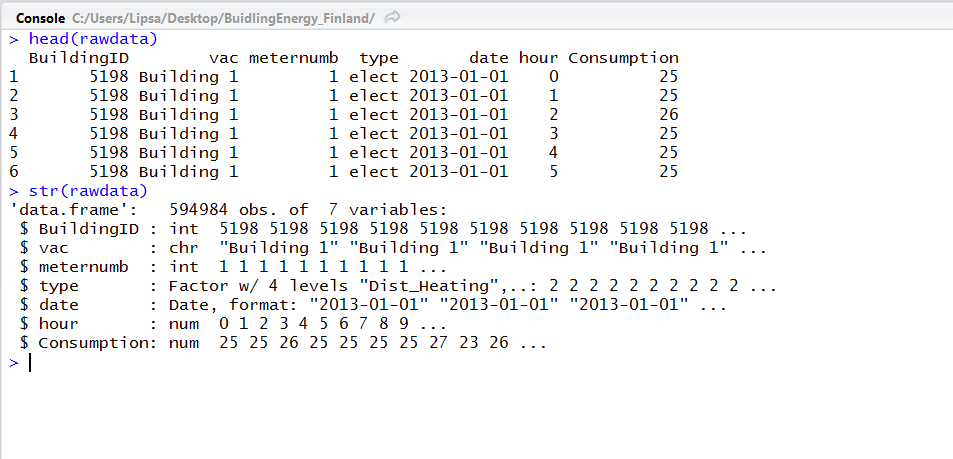 Console C:/Users/Lipsa/Desktop/BuidlingEnergy_Finland/
> head(rawdata)
  BuildingID        vac meternumb  type       date hour Consumption
1       5198 Building 1         1 elect 2013-01-01    0          25
2       5198 Building 1         1 elect 2013-01-01    1          25
3       5198 Building 1         1 elect 2013-01-01    2          26
4       5198 Building 1         1 elect 2013-01-01    3          25
5       5198 Building 1         1 elect 2013-01-01    4          25
6       5198 Building 1         1 elect 2013-01-01    5          25
> str(rawdata)
'data.frame':   594984 obs. of  7 variables:
 $ BuildingID : int  5198 5198 5198 5198 5198 5198 5198 5198 5198 5198 ...
 $ vac        : chr  "Building 1" "Building 1" "Building 1" "Building 1" ...
 $ meternumb  : int  1 1 1 1 1 1 1 1 1 1 ...
 $ type       : Factor w/ 4 levels "Dist_Heating",..: 2 2 2 2 2 2 2 2 2 2 ...
 $ date       : Date, format: "2013-01-01" "2013-01-01" "2013-01-01" ...
 $ hour       : num  0 1 2 3 4 5 6 7 8 9 ...
 $ Consumption: num  25 25 26 25 25 25 25 27 23 26 ...
>